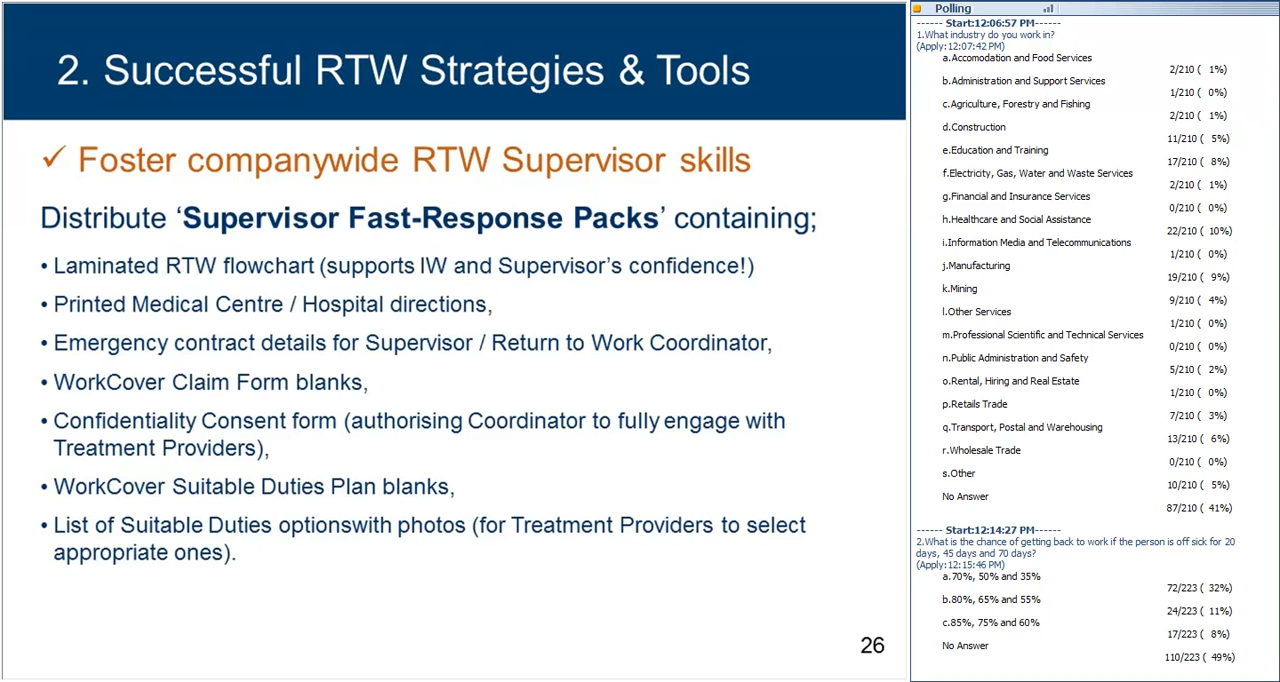 2. Successful RTW Strategies & Tools
✓ Foster companywide RTW Supervisor skills
Distribute ‘Supervisor Fast-Response Packs’ containing;
• Laminated RTW flowchart (supports IW and Supervisor’s confidence!)
• Printed Medical Centre / Hospital directions,
• Emergency contract details for Supervisor / Return to Work Coordinator,
• WorkCover Claim Form blanks,
• Confidentiality Consent form (authorising Coordinator to fully engage with
Treatment Providers),
• WorkCover Suitable Duties Plan blanks,
• List of Suitable Duties optionswith photos (for Treatment Providers to select
appropriate ones).
26
Polling
------ Start:12:06:57 PM------
1.What industry do you work in?
(Apply:12:07:42 PM)
a.Accomodation and Food Services
2/210 ( 1%)
b.Administration and Support Services
1/210 ( 0%)
c.Agriculture, Forestry and Fishing
2/210 ( 1%)
d.Construction
11/210 ( 5%)
e.Education and Training
17/210 ( 8%)
f.Electricity, Gas, Water and Waste Services
2/210 ( 1%)
g.Financial and Insurance Services
0/210 ( 0%)
h.Healthcare and Social Assistance
22/210 ( 10%)
i.Information Media and Telecommunications
1/210 ( 0%)
j.Manufacturing
19/210 ( 9%)
k.Mining
9/210 ( 4%)
l.Other Services
1/210 ( 0%)
m.Professional Scientific and Technical Services
0/210 ( 0%)
n.Public Administration and Safety
5/210 ( 2%)
o.Rental, Hiring and Real Estate
1/210 ( 0%)
p.Retails Trade
7/210 ( 3%)
q.Transport, Postal and Warehousing
13/210 ( 6%)
r.Wholesale Trade
0/210 ( 0%)
s.Other
10/210 ( 5%)
No Answer
87/210 ( 41%)
------ Start:12:14:27 PM------
2.What is the chance of getting back to work if the person is off sick for 20
days, 45 days and 70 days?
(Apply:12:15:46 PM)
a.70%, 50% and 35%
72/223 ( 32%)
b.80%, 65% and 55%
24/223 ( 11%)
c.85%, 75% and 60%
17/223 ( 8%)
No Answer
110/223 ( 49%)